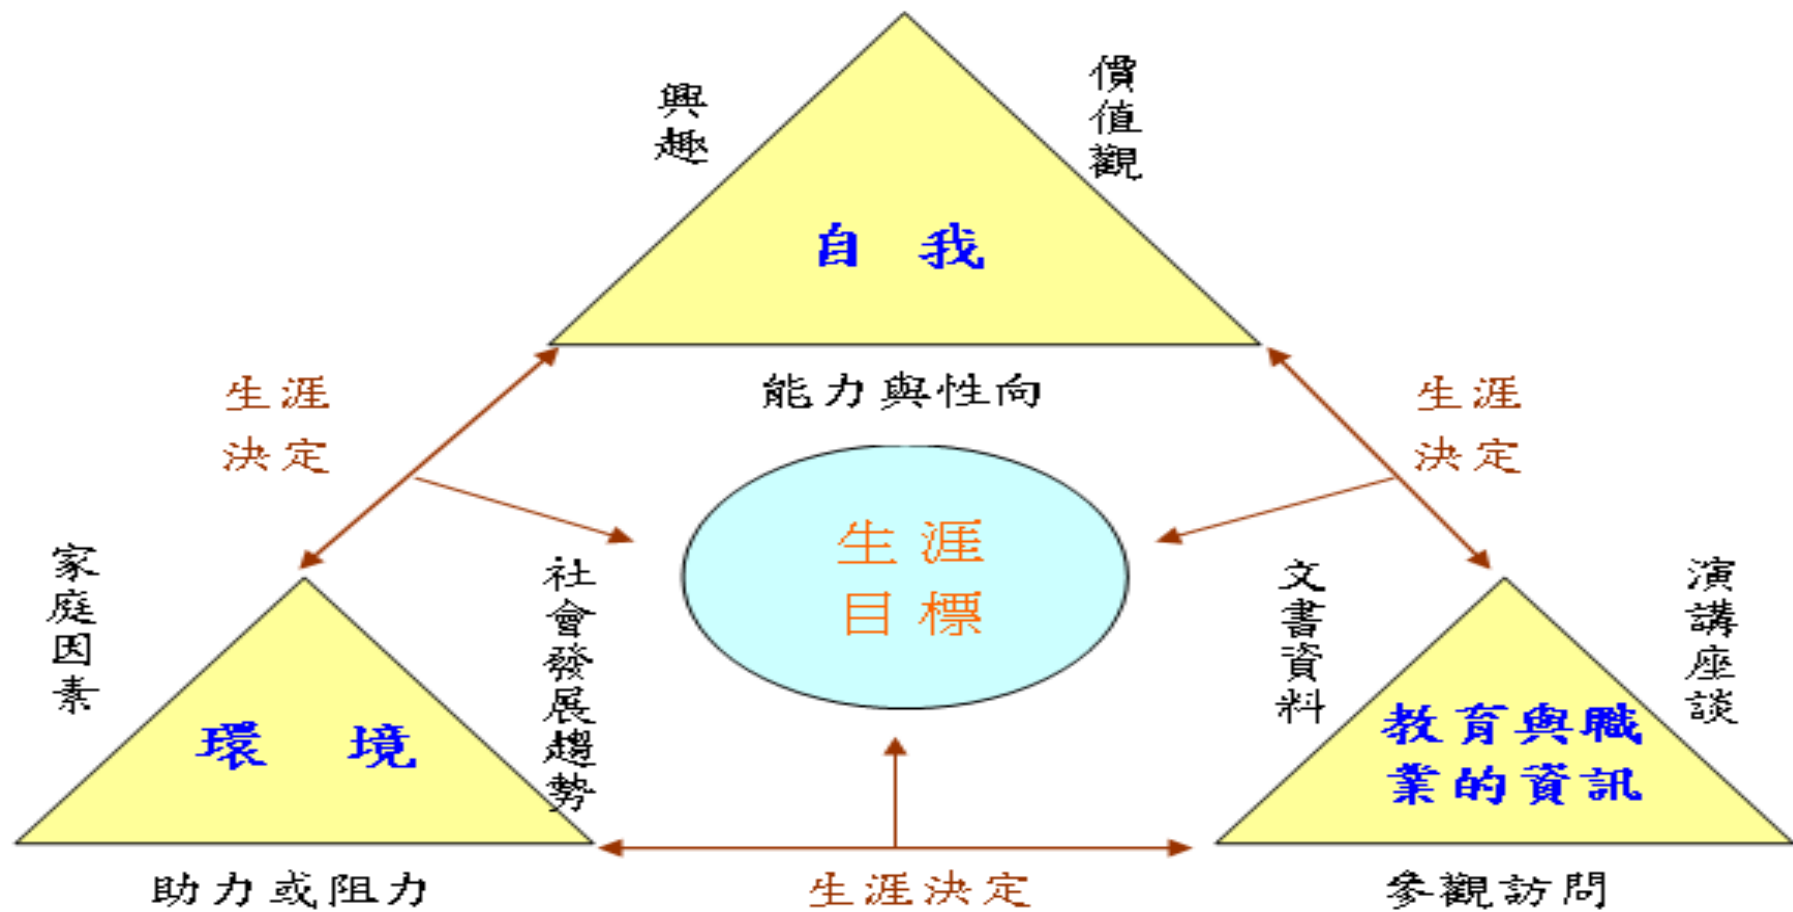 興趣
價值觀
自我
能力與性向
生涯
決定
生涯
決定
生涯
目標
家庭因素
社會發展趨勢
環境
助力或阻力
文書資料
演講座談
教育與職
業的資訊
參觀訪問
生涯決定